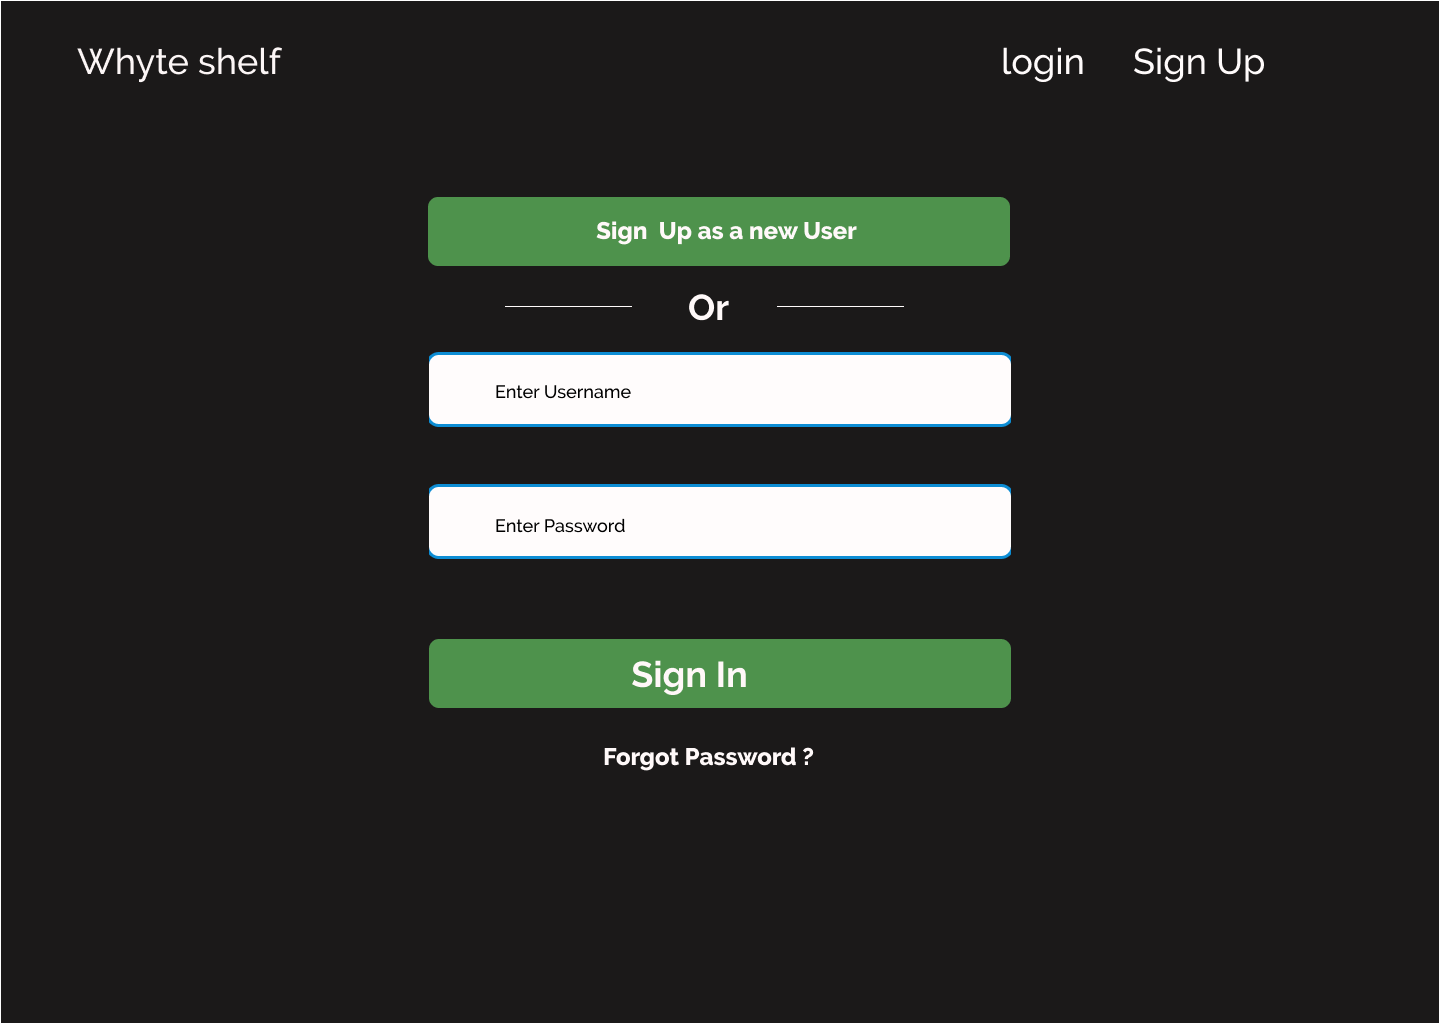 Whyte shelf login Sign Up
Sign  Up as a new User
Or
Enter Username
Enter Password
Sign In
Forgot Password ?